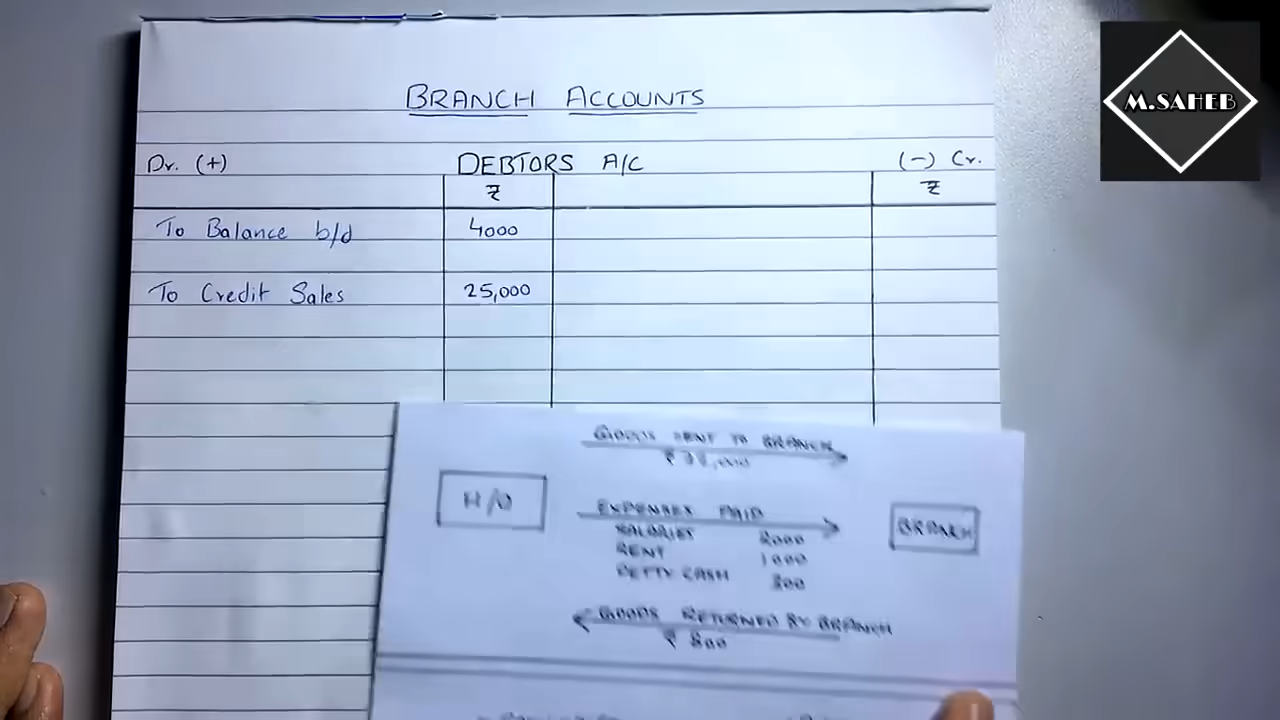 BRANCH ACCOUNTS
M.SAHEB
Dr. (+) DEBTORS A/C (-) Cr.
₹ ₹
To Balance b/d 4000
To Credit Sales 25,000
GOODS SENT TO BRANCH
H/O
EXPENSES PAID
BRANCH
SALARIES 2000
RENT 1000
PETTY CASH
GOODS RETURNED BY BRANCH
₹ 800